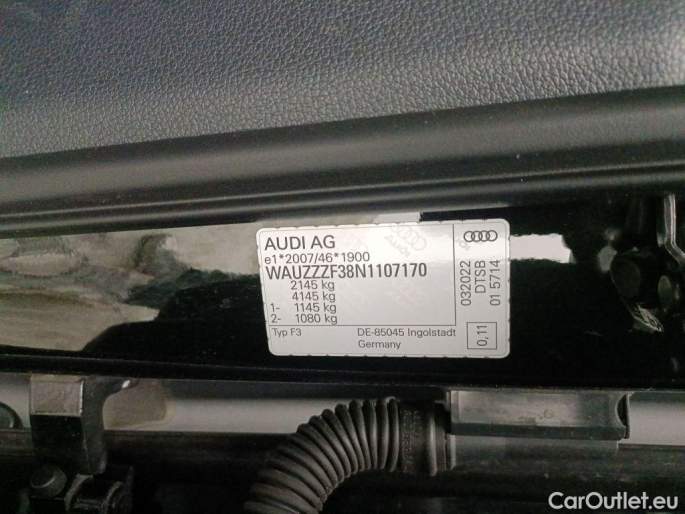 AUDI AG
e1*2007/46*1900
WAUZZZF38N1107170
2145 kg
4145 kg
1- 1145 kg
2- 1080 kg
Typ F3
DE-85045 Ingolstadt
Germany
032022
DTSB
01 5714
0,11
CarOutlet.eu